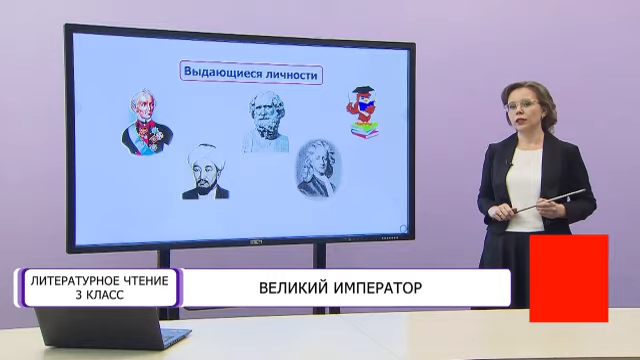 Выдающиеся личности
ЛИТЕРАТУРНОЕ ЧТЕНИЕ
3 КЛАСС
ВЕЛИКИЙ ИМПЕРАТОР